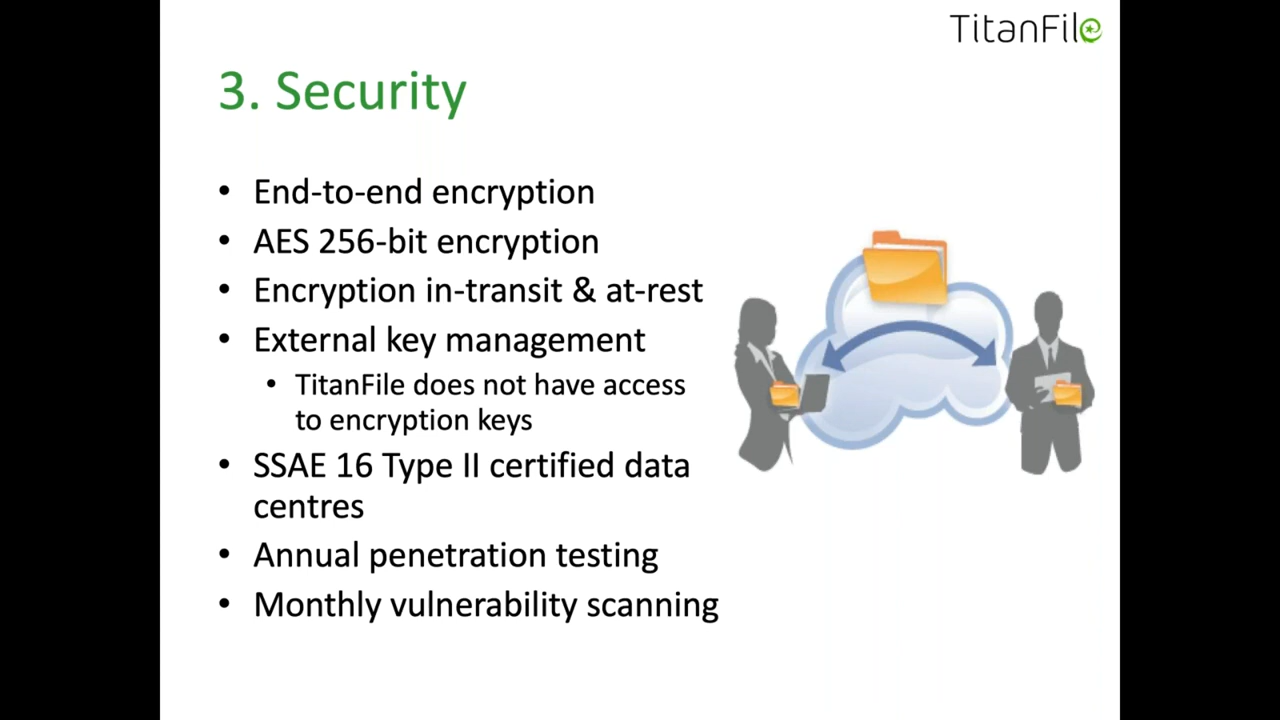 TitanFile
3. Security
• End-to-end encryption
• AES 256-bit encryption
• Encryption in-transit & at-rest
• External key management
• TitanFile does not have access
to encryption keys
• SSAE 16 Type II certified data
centres
• Annual penetration testing
• Monthly vulnerability scanning